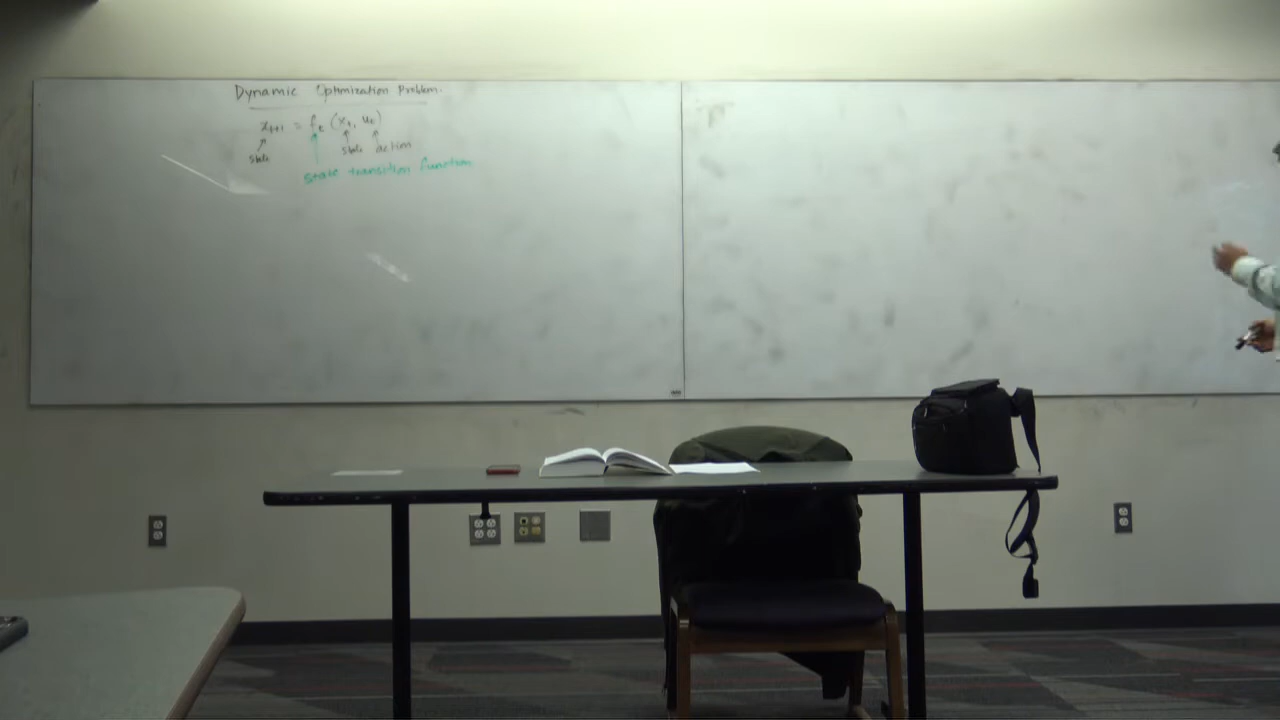 Dynamic Optimization Problem.
x_{t+1} = f_t (x_t, u_t)
state state action
state transition function